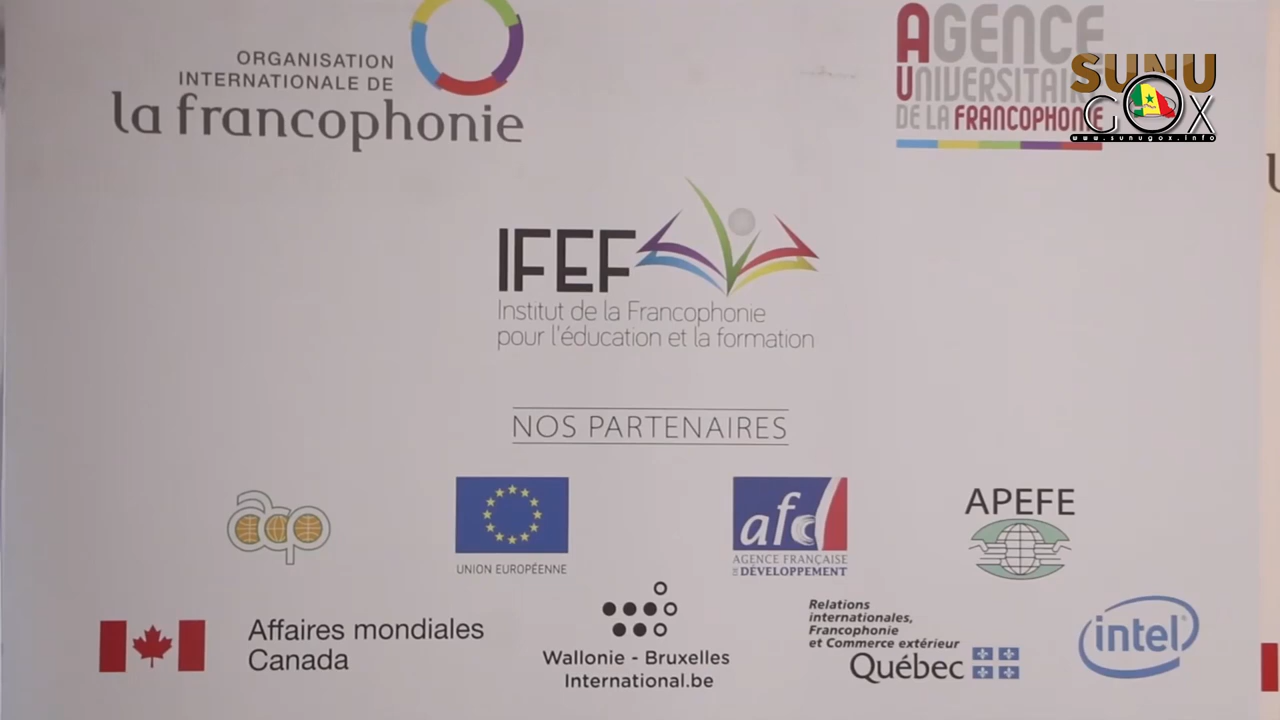 ORGANISATION
INTERNATIONALE DE
la francophonie
AGENCE
UNIVERSITAIRE
DE LA FRANCOPHONIE
SUNU
GOX
www.sunugox.info
IFEF
Institut de la Francophonie
pour l'éducation et la formation
NOS PARTENAIRES
acp
UNION EUROPÉENNE
afd
AGENCE FRANÇAISE
DE DÉVELOPPEMENT
APEFE
Affaires mondiales
Canada
Wallonie - Bruxelles
International.be
Relations
internationales,
Francophonie
et Commerce extérieur
Québec
intel